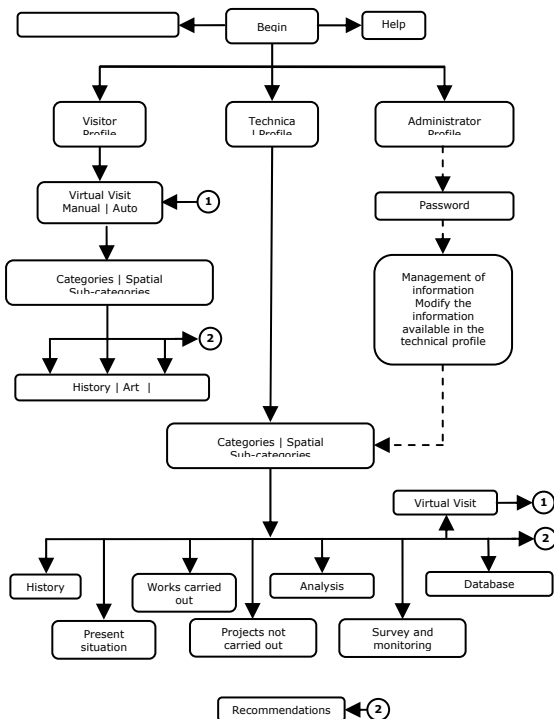 Begin
Help
Visitor
Profile
Technica
l Profile
Administrator
Profile
Virtual Visit
Manual | Auto
1
Password
Categories | Spatial
Sub-categories
Management of
information
Modify the
information
available in the
technical profile
2
History | Art |
Categories | Spatial
Sub-categories
Virtual Visit
1
2
History
Works carried
out
Analysis
Database
Present
situation
Projects not
carried out
Survey and
monitoring
Recommendations
2